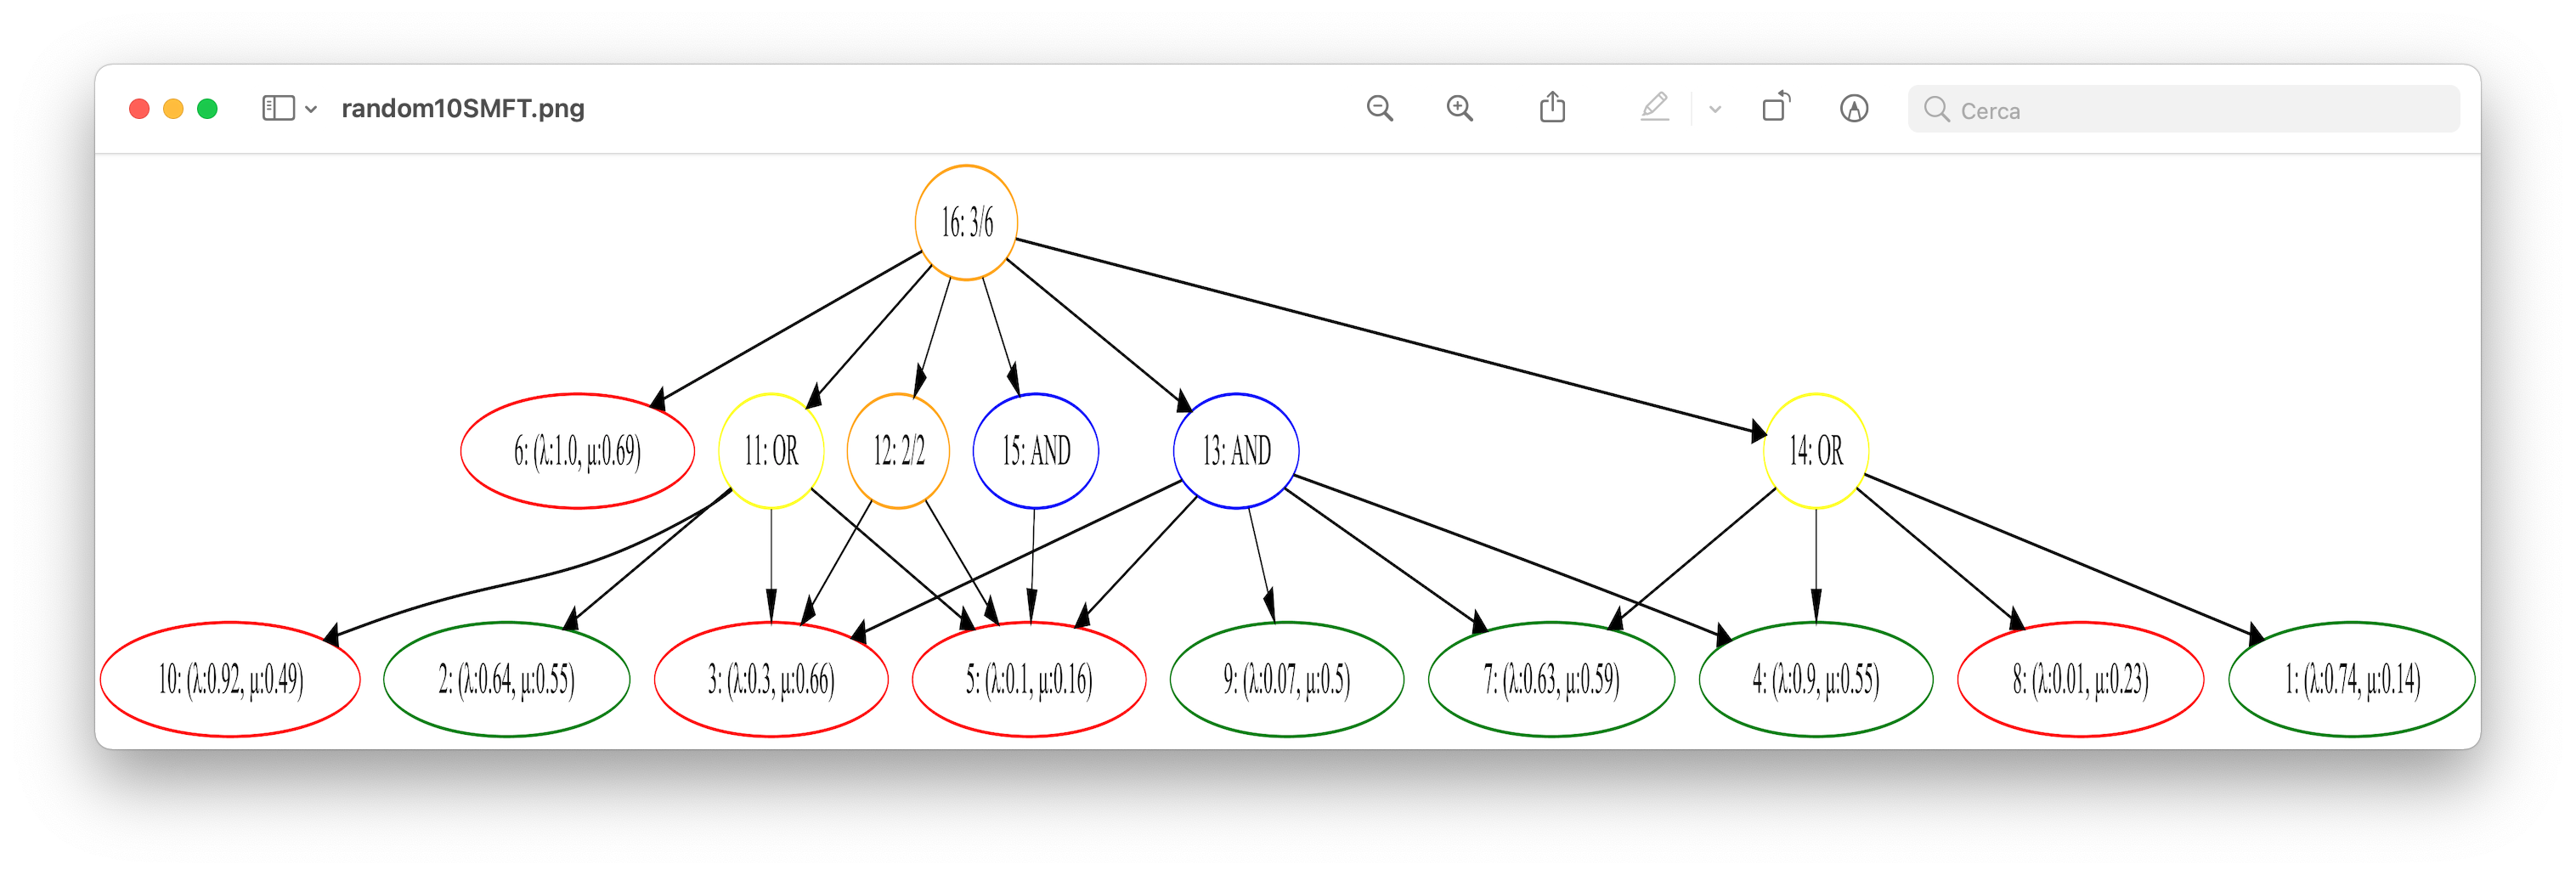 random10SMFT.png
Cerca
16: 3/6
6: (λ:1.0, μ:0.69)
11: OR
12: 2/2
15: AND
13: AND
14: OR
10: (λ:0.92, μ:0.49)
2: (λ:0.64, μ:0.55)
3: (λ:0.3, μ:0.66)
5: (λ:0.1, μ:0.16)
9: (λ:0.07, μ:0.5)
7: (λ:0.63, μ:0.59)
4: (λ:0.9, μ:0.55)
8: (λ:0.01, μ:0.23)
1: (λ:0.74, μ:0.14)